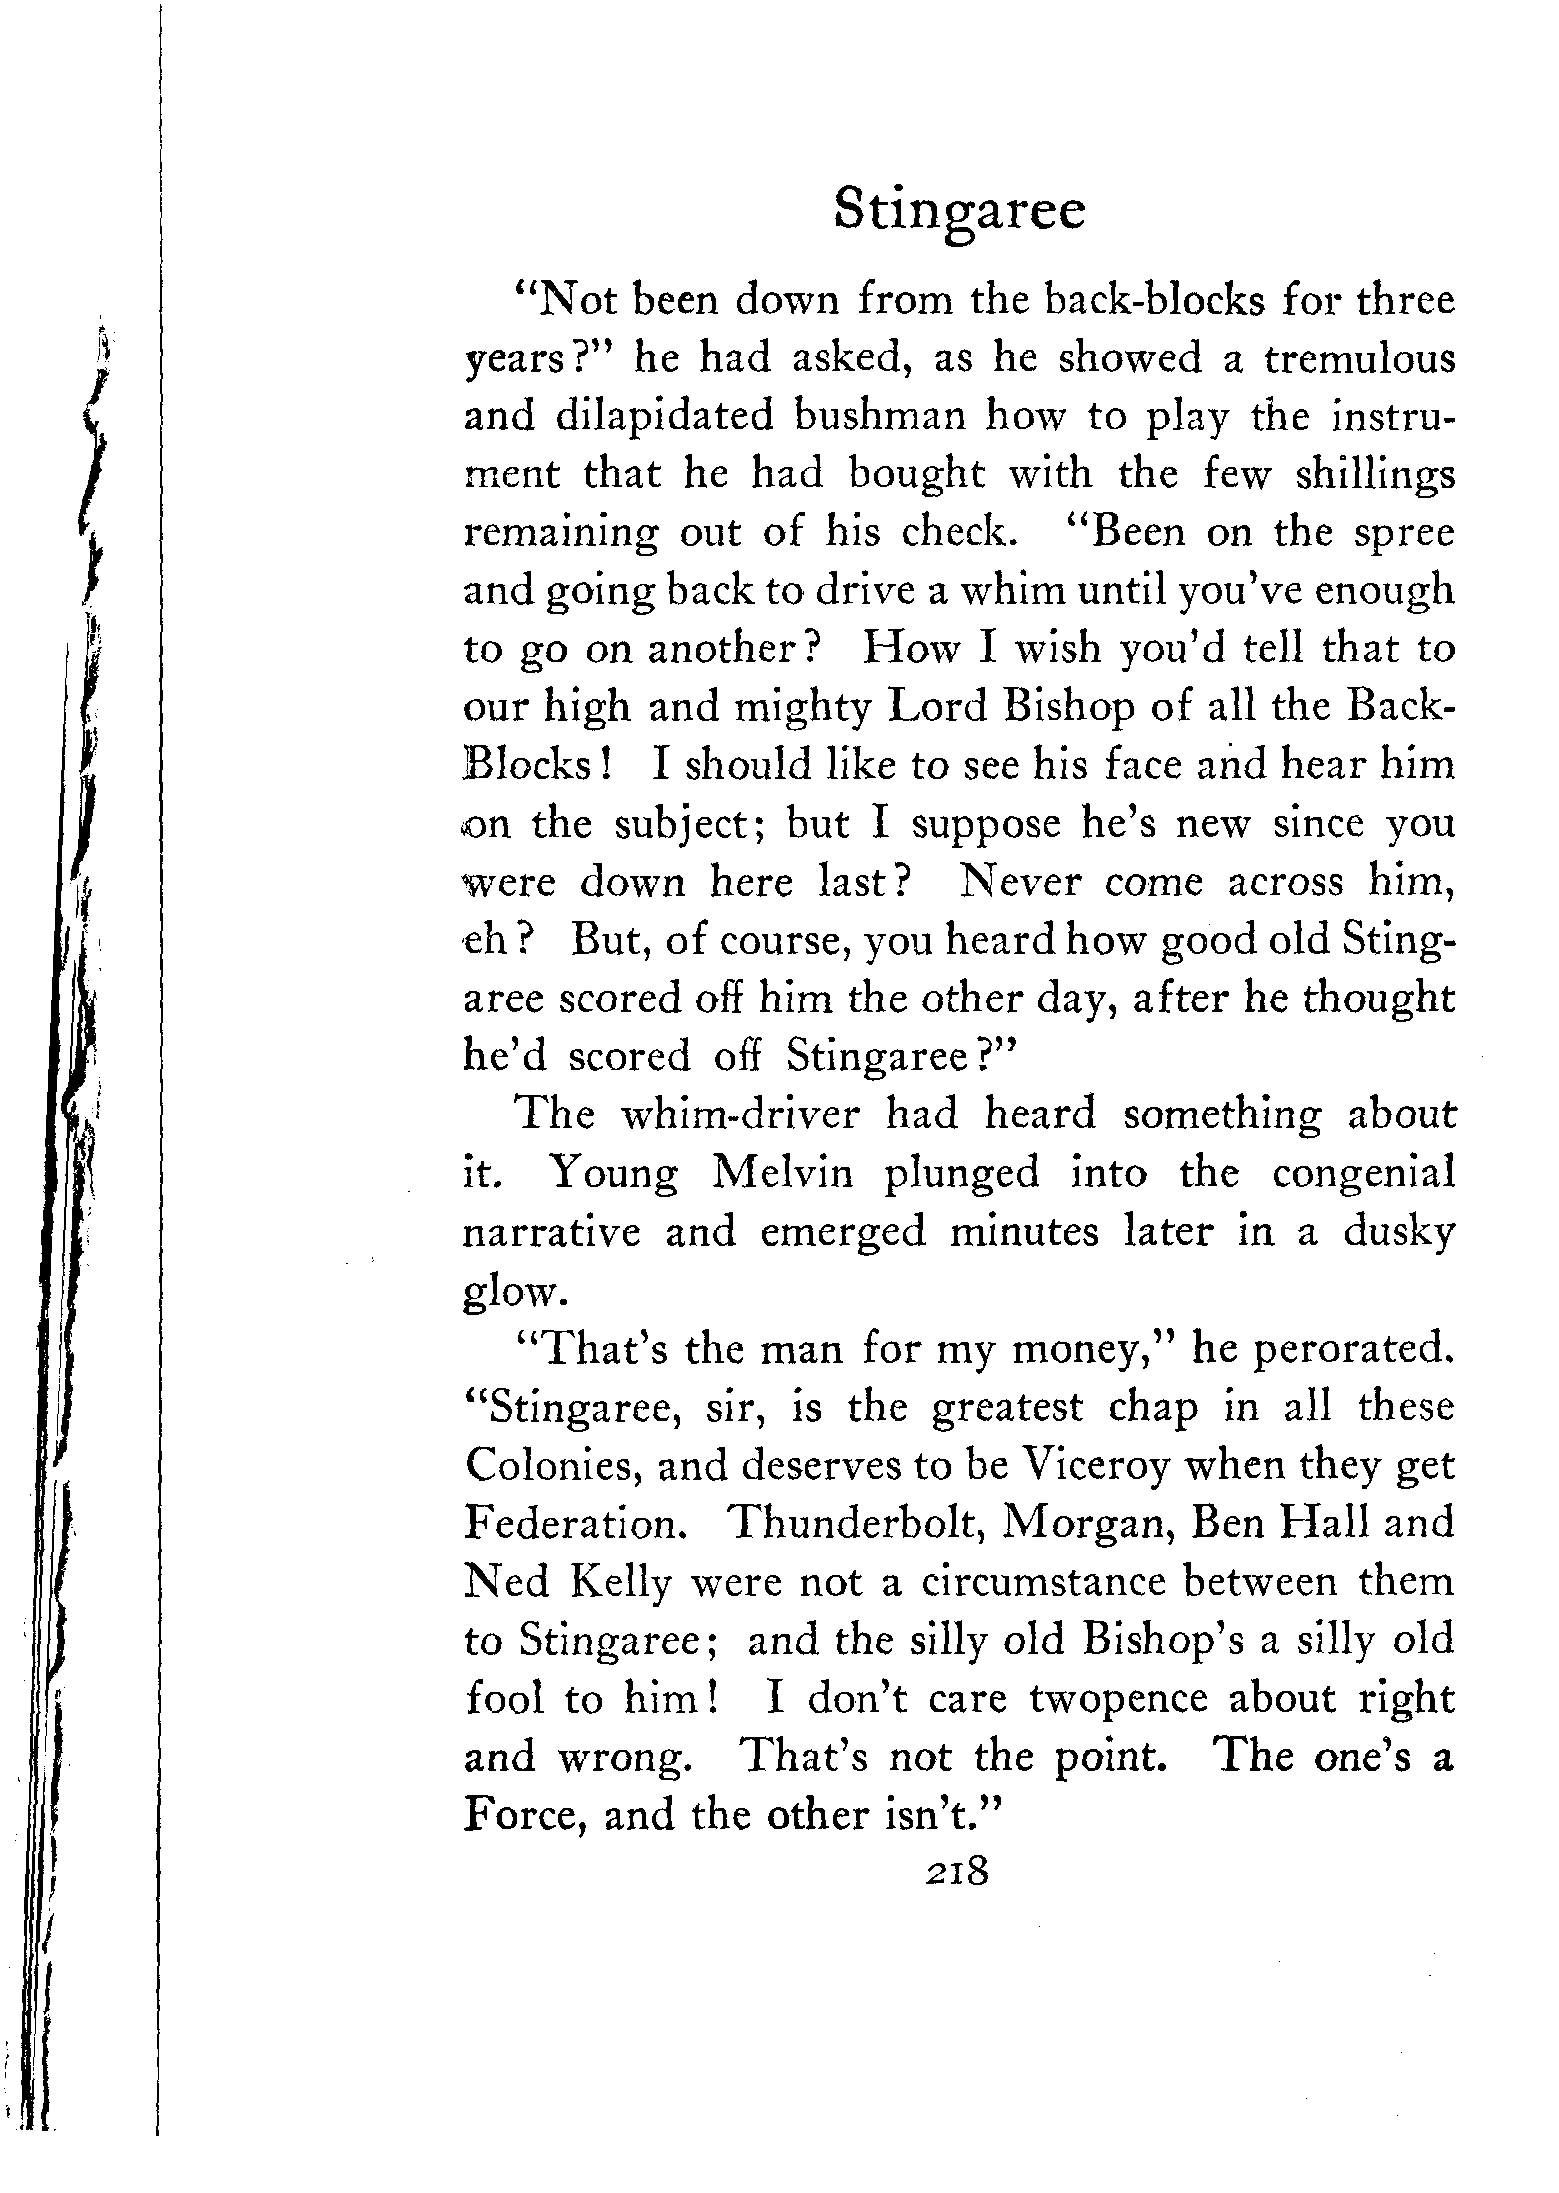 Stingaree
"Not been down from the back-blocks for three
years?" he had asked, as he showed a tremulous
and dilapidated bushman how to play the instru-
ment that he had bought with the few shillings
remaining out of his check. "Been on the spree
and going back to drive a whim until you've enough
to go on another? How I wish you'd tell that to
our high and mighty Lord Bishop of all the Back-
Blocks! I should like to see his face and hear him
on the subject; but I suppose he's new since you
were down here last? Never come across him,
eh? But, of course, you heard how good old Sting-
aree scored off him the other day, after he thought
he'd scored off Stingaree?"
The whim-driver had heard something about
it. Young Melvin plunged into the congenial
narrative and emerged minutes later in a dusky
glow.
"That's the man for my money," he perorated.
"Stingaree, sir, is the greatest chap in all these
Colonies, and deserves to be Viceroy when they get
Federation. Thunderbolt, Morgan, Ben Hall and
Ned Kelly were not a circumstance between them
to Stingaree; and the silly old Bishop's a silly old
fool to him! I don't care twopence about right
and wrong. That's not the point. The one's a
Force, and the other isn't."
218